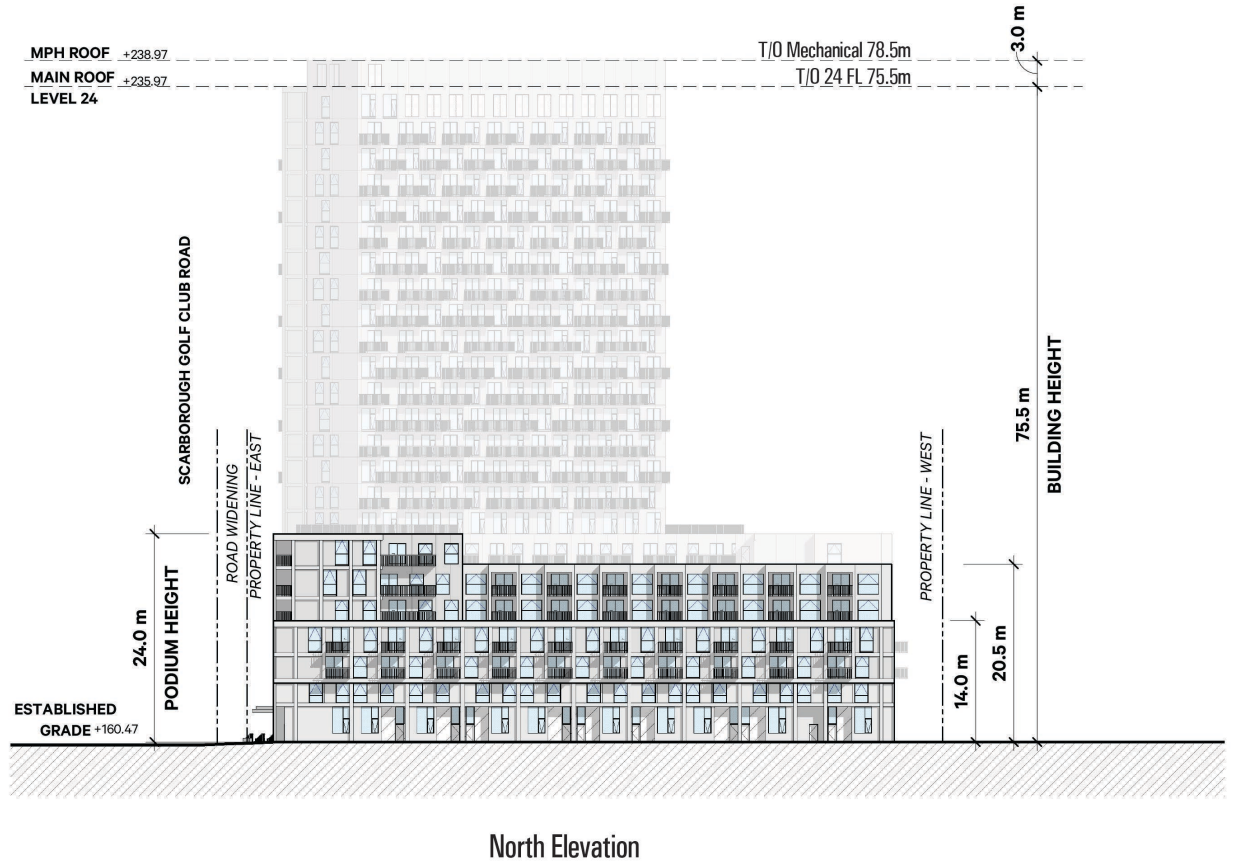 3.0 m
MPH ROOF +238.97
T/O Mechanical 78.5m
MAIN ROOF +235.97
T/O 24 FL 75.5m
LEVEL 24
SCARBOROUGH GOLF CLUB ROAD
ROAD WIDENING
PROPERTY LINE - EAST
PROPERTY LINE - WEST
75.5 m
BUILDING HEIGHT
24.0 m
PODIUM HEIGHT
14.0 m
20.5 m
ESTABLISHED
GRADE +160.47
North Elevation